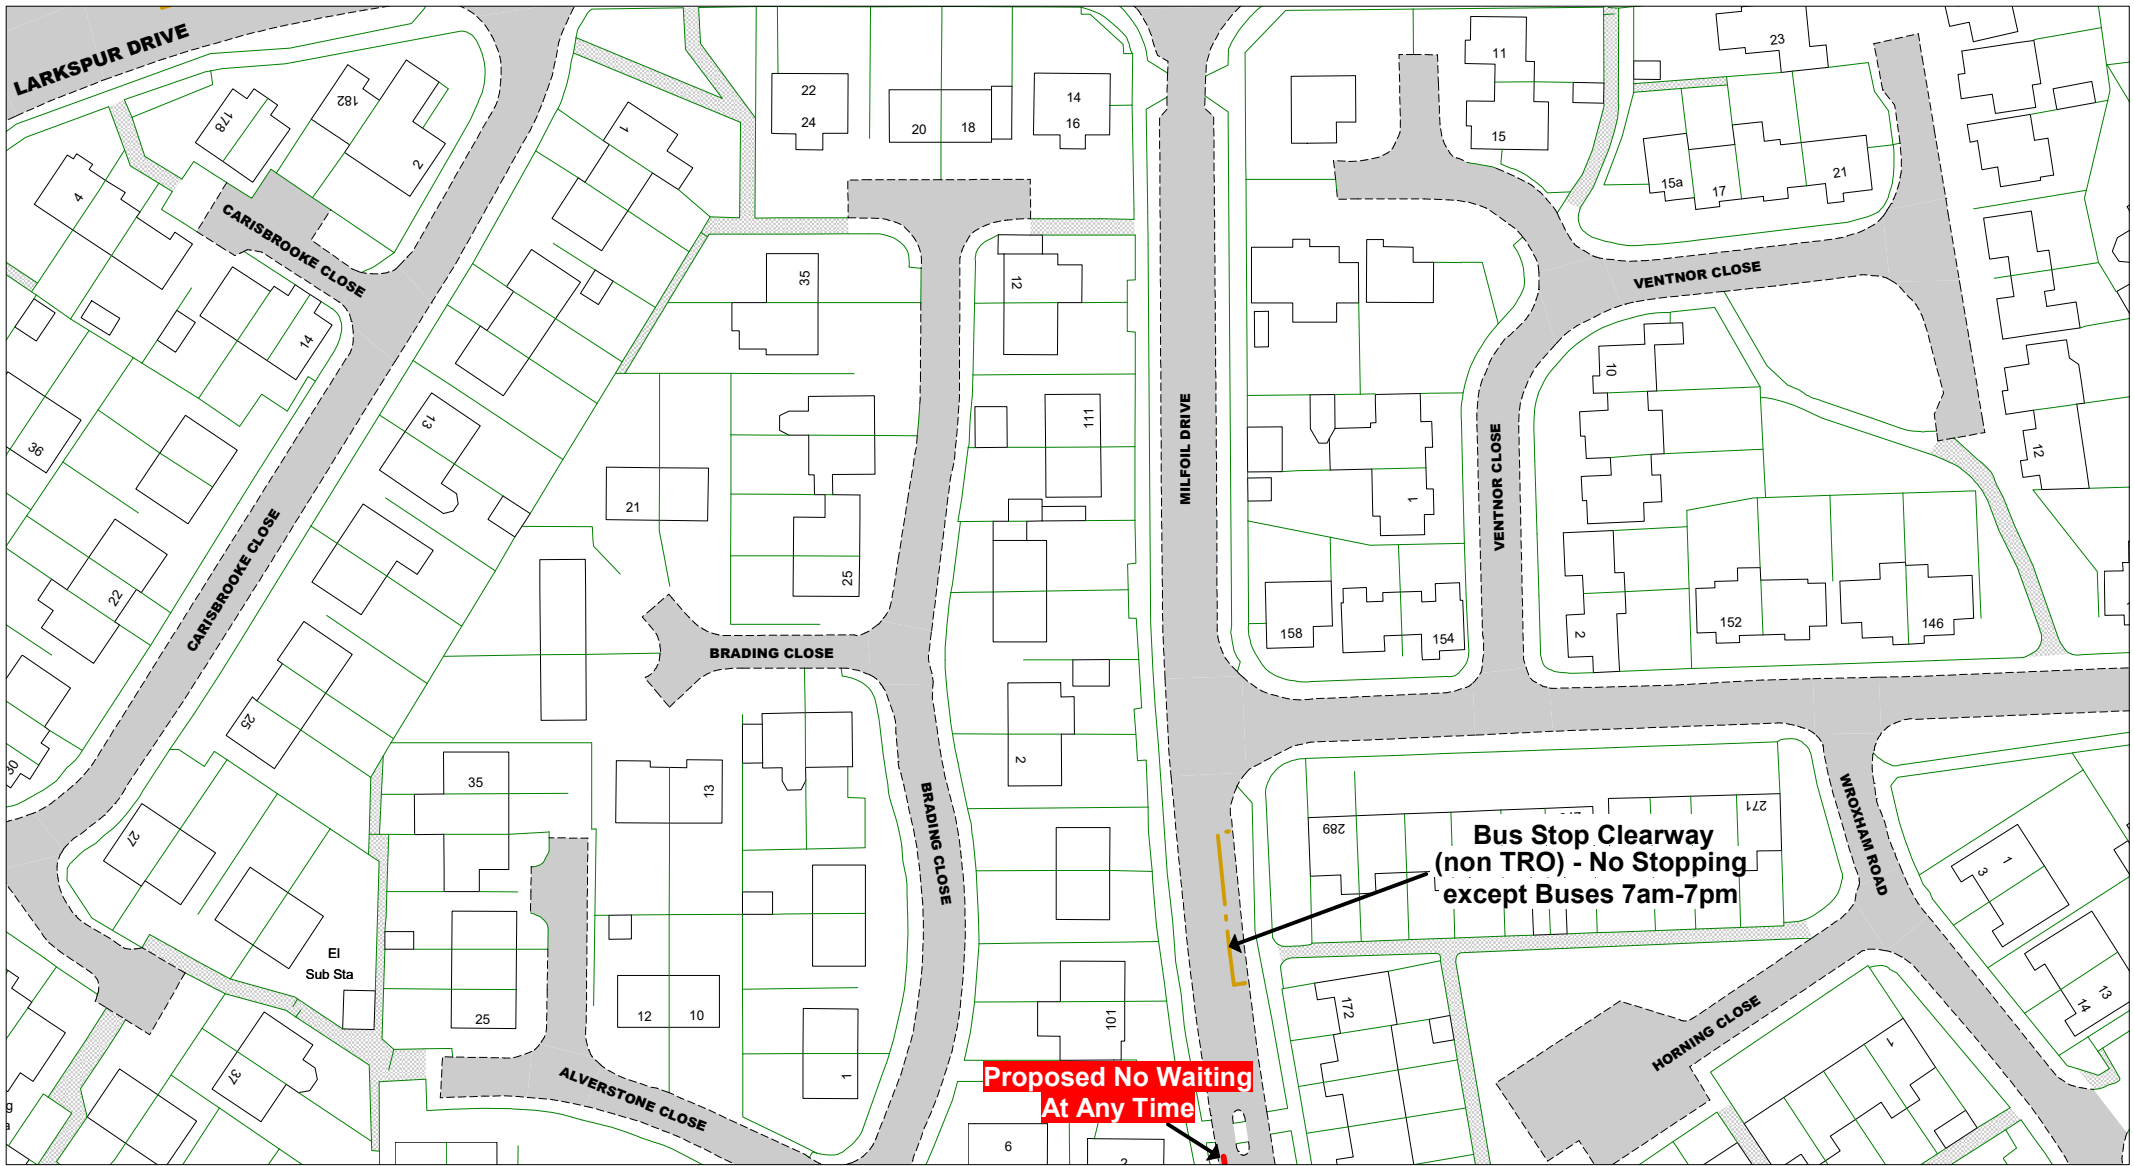 LARKSPUR DRIVE
178
182
2
4
CARISBROOKE CLOSE
14
36
22
30
CARISBROOKE CLOSE
1
13
25
27
37
El
Sub Sta
22
24
20
18
14
16
35
12
111
21
25
BRADING CLOSE
2
13
35
25
12
10
1
101
BRADING CLOSE
ALVERSTONE CLOSE
6
2
MILFOIL DRIVE
11
15
23
15a
17
21
VENTNOR CLOSE
10
12
1
VENTNOR CLOSE
158
154
2
152
146
289
271
WROXHAM ROAD
Bus Stop Clearway
(non TRO) - No Stopping
except Buses 7am-7pm
1
3
13
14
172
HORNING CLOSE
1
Proposed No Waiting
At Any Time